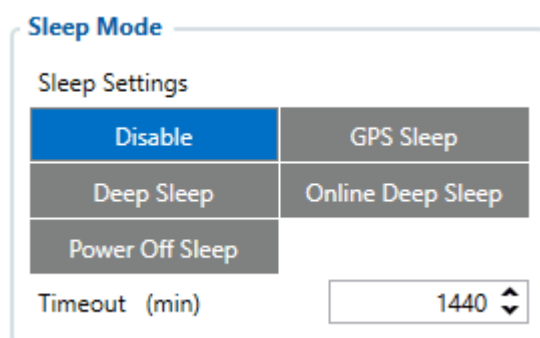 Sleep Mode
Sleep Settings
Disable GPS Sleep
Deep Sleep Online Deep Sleep
Power Off Sleep
Timeout (min) 1440